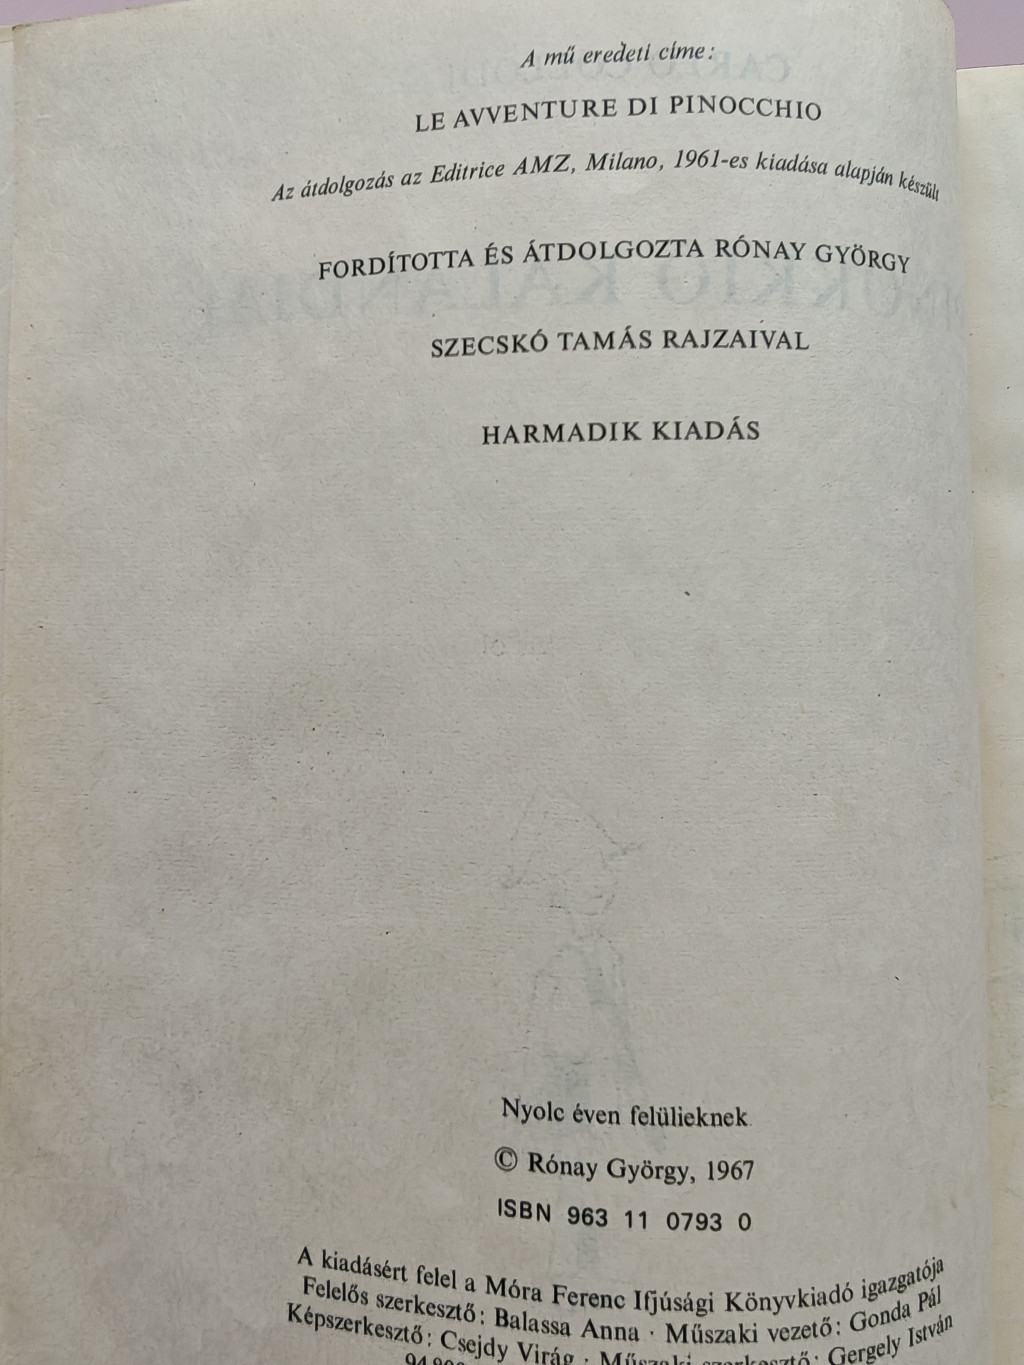 A mű eredeti címe:
LE AVVENTURE DI PINOCCHIO
Az átdolgozás az Editrice AMZ, Milano, 1961-es kiadása alapján készült
FORDÍTOTTA ÉS ÁTDOLGOZTA RÓNAY GYÖRGY
SZECSKÓ TAMÁS RAJZAIVAL
HARMADIK KIADÁS
Nyolc éven felülieknek
© Rónay György, 1967
ISBN 963 11 0793 0
A kiadásért felel a Móra Ferenc Ifjúsági Könyvkiadó igazgatója
Felelős szerkesztő: Balassa Anna · Műszaki vezető: Gonda Pál
Képszerkesztő: Csejdy Virág · Műszaki szerkesztő: Gergely István